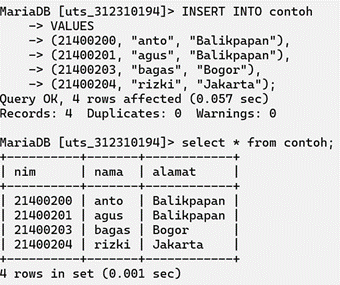 MariaDB [uts_312310194]> INSERT INTO contoh
    -> VALUES
    -> (21400200, "anto", "Balikpapan"),
    -> (21400201, "agus", "Balikpapan"),
    -> (21400203, "bagas", "Bogor"),
    -> (21400204, "rizki", "Jakarta");
Query OK, 4 rows affected (0.057 sec)
Records: 4  Duplicates: 0  Warnings: 0

MariaDB [uts_312310194]> select * from contoh;
+----------+-------+------------+
| nim      | nama  | alamat     |
+----------+-------+------------+
| 21400200 | anto  | Balikpapan |
| 21400201 | agus  | Balikpapan |
| 21400203 | bagas | Bogor      |
| 21400204 | rizki | Jakarta    |
+----------+-------+------------+
4 rows in set (0.001 sec)